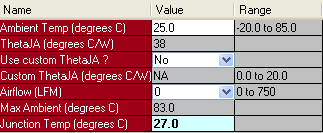 Name Value Range
Ambient Temp (degrees C) 25.0 -20.0 to 85.0
ThetaJA (degrees C/W) 38
Use custom ThetaJA ? No
Custom ThetaJA (degrees C/W) NA 0.0 to 20.0
Airflow (LFM) 0 0 to 750
Max Ambient (degrees C) 83.0
Junction Temp (degrees C) 27.0